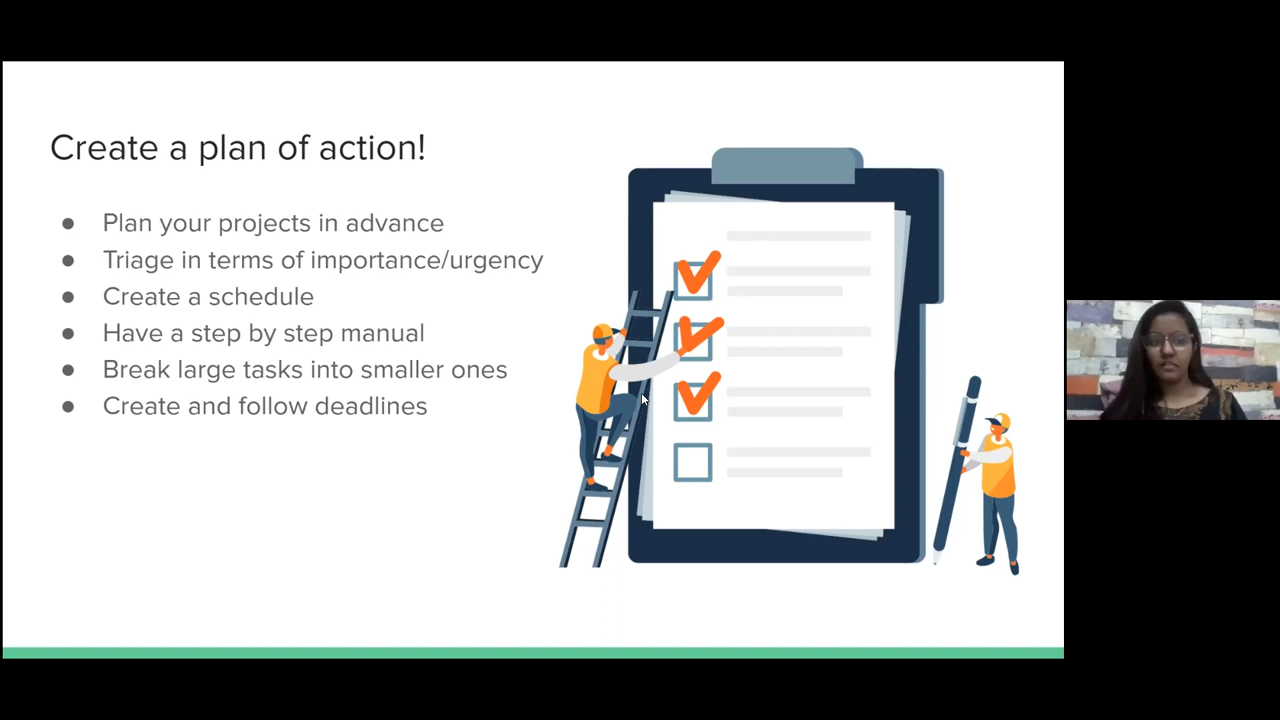 Create a plan of action!
● Plan your projects in advance
● Triage in terms of importance/urgency
● Create a schedule
● Have a step by step manual
● Break large tasks into smaller ones
● Create and follow deadlines